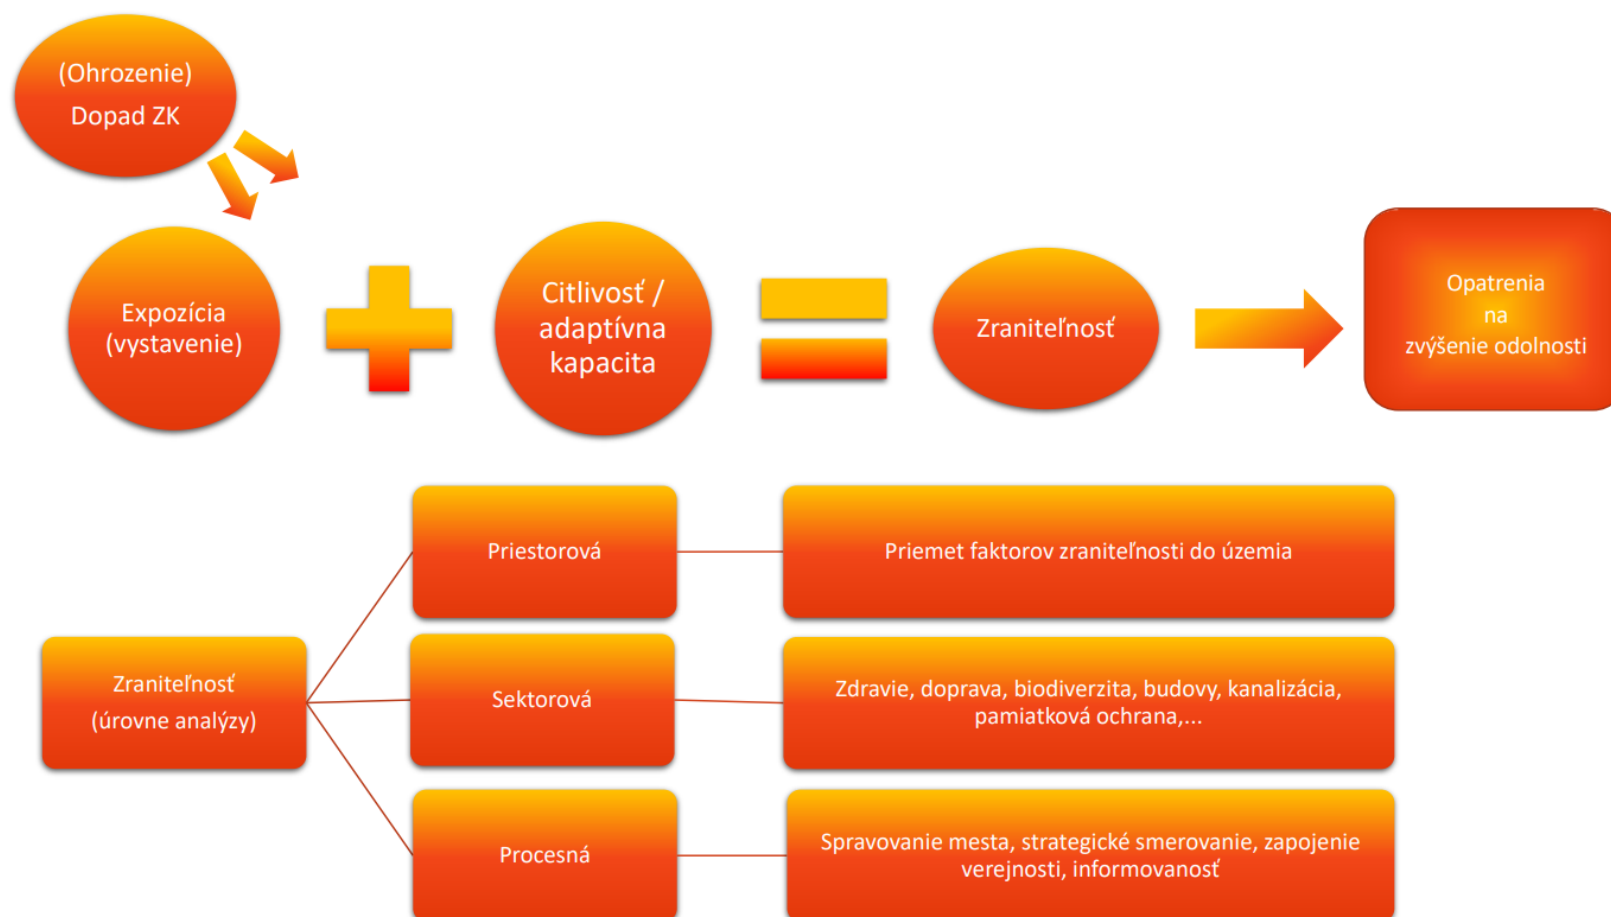 (Ohrozenie)
Dopad ZK
Expozícia
(vystavenie)
Citlivosť /
adaptívna
kapacita
Zraniteľnosť
Opatrenia
na
zvýšenie odolnosti
Zraniteľnosť
(úrovne analýzy)
Priestorová
Priemet faktorov zraniteľnosti do územia
Sektorová
Zdravie, doprava, biodiverzita, budovy, kanalizácia,
pamiatková ochrana,...
Procesná
Spravovanie mesta, strategické smerovanie, zapojenie
verejnosti, informovanosť